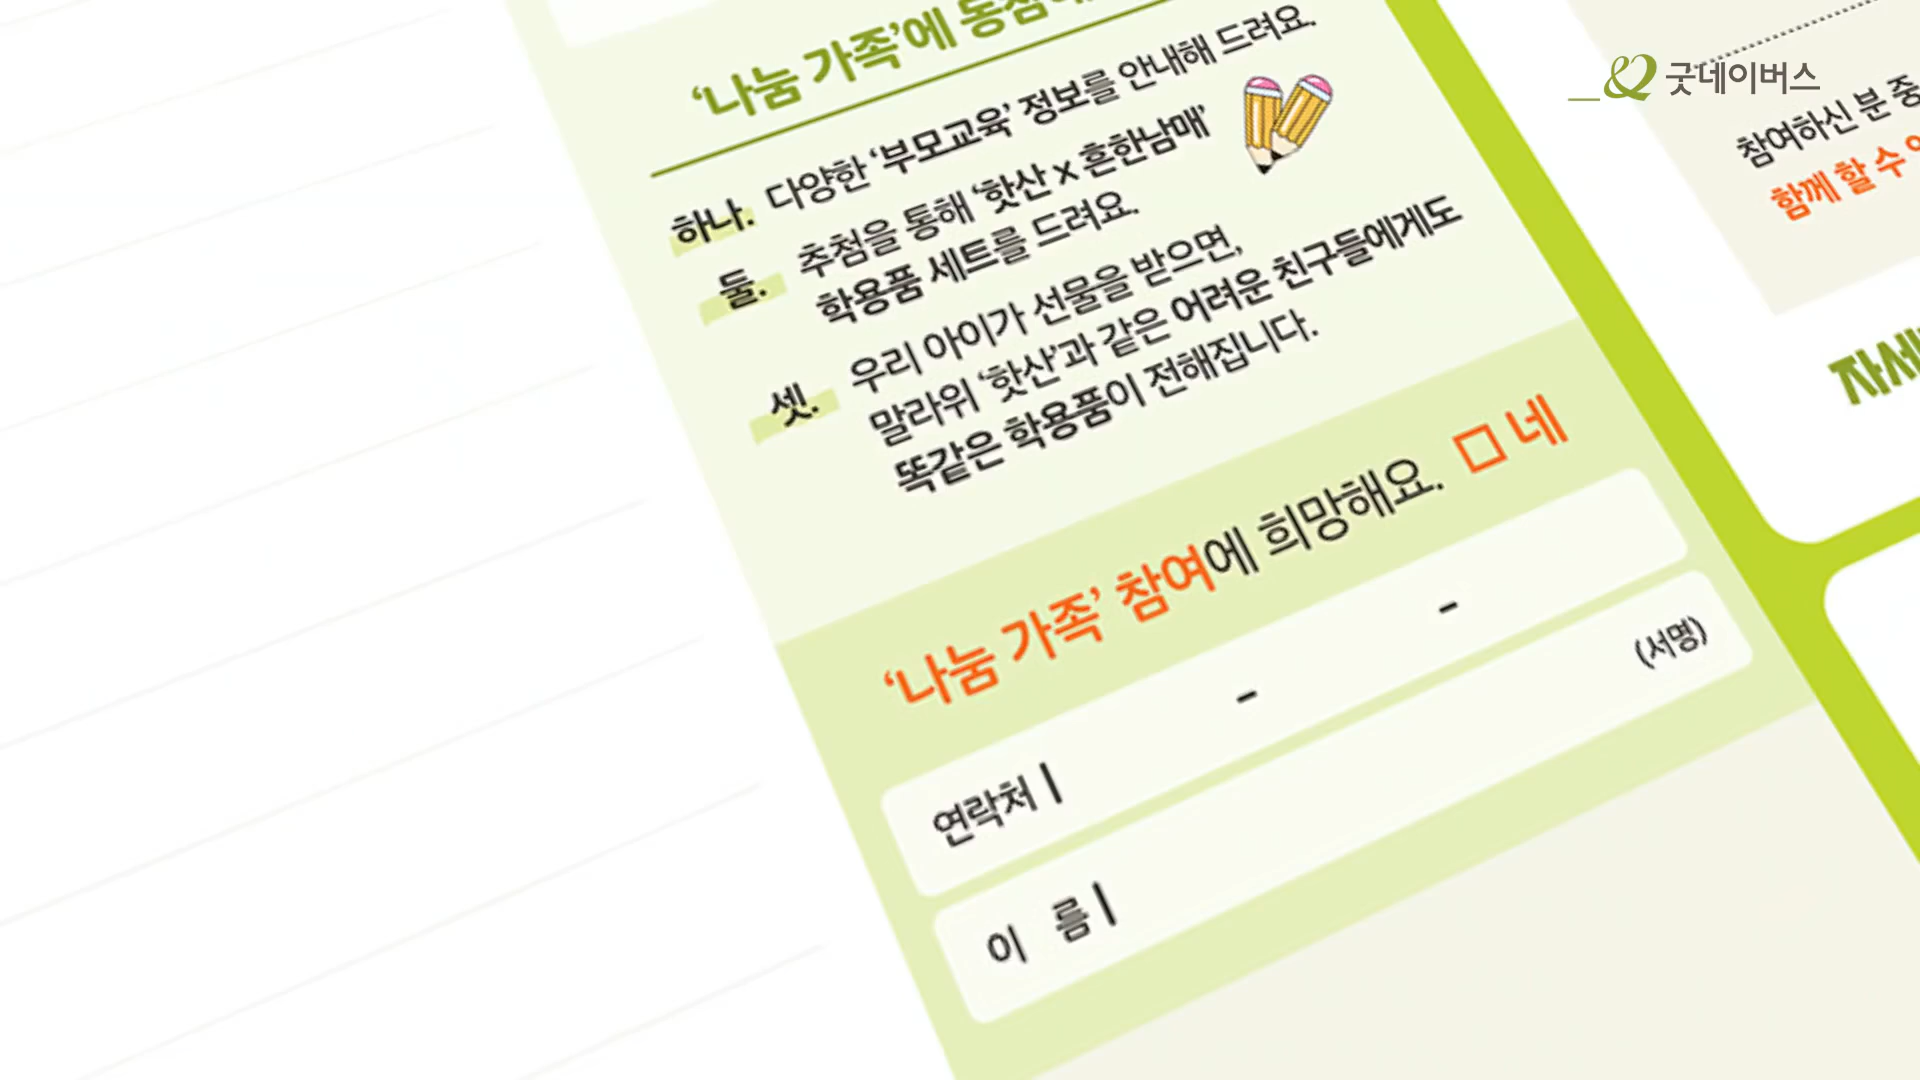 굿네이버스
‘나눔 가족’에
하나. 다양한 ‘부모교육’ 정보를 안내해 드려요.
둘. 추첨을 통해 ‘핫산 x 흔한남매’
학용품 세트를 드려요.
셋. 우리 아이가 선물을 받으면,
말라위 ‘핫산’과 같은 어려운 친구들에게도
똑같은 학용품이 전해집니다.
‘나눔 가족’ 참여에 희망해요. □ 네
연락처 | - -
이 름 | (서명)
참여하신 분 중
함께 할 수